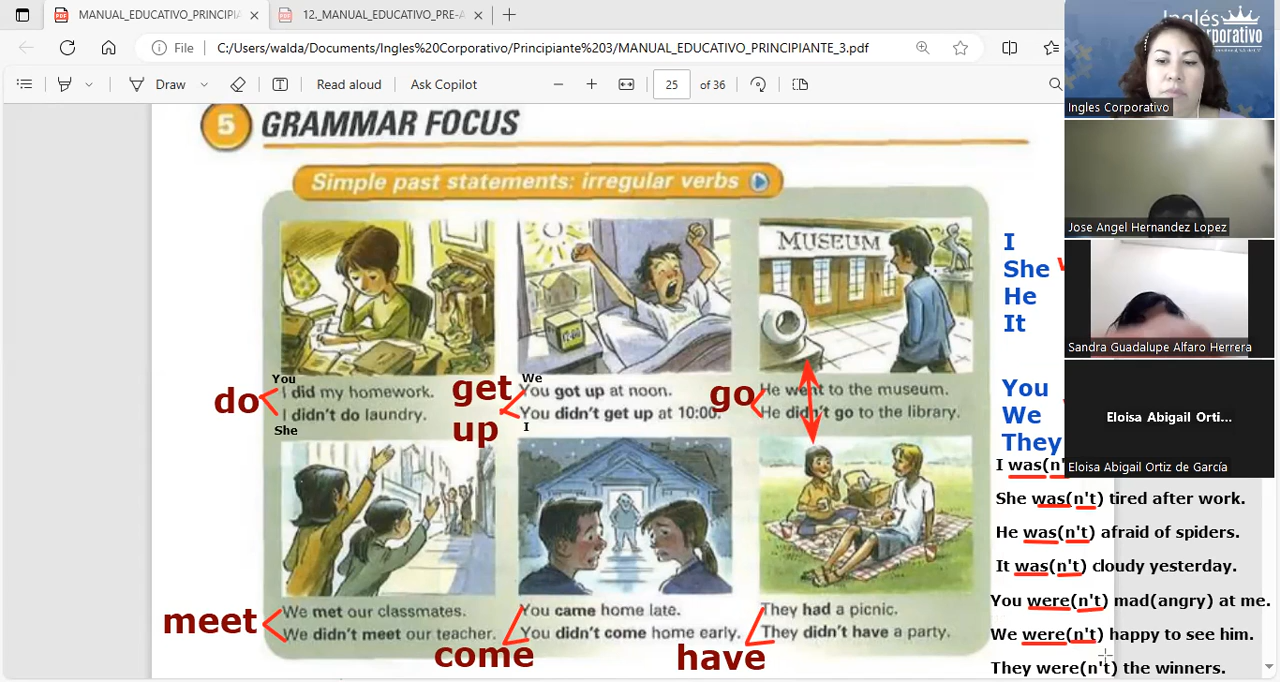 MANUAL_EDUCATIVO_PRINCIPIA
12._MANUAL_EDUCATIVO_PRE-A
File
C:/Users/walda/Documents/Ingles%20Corporativo/Principiante%203/MANUAL_EDUCATIVO_PRINCIPIANTE_3.pdf
Draw
Read aloud
Ask Copilot
25 of 36
Inglés
Corporativo
Ingles Corporativo
Jose Angel Hernandez Lopez
Sandra Guadalupe Alfaro Herrera
Eloisa Abigail Orti...
Eloisa Abigail Ortiz de García
5 GRAMMAR FOCUS
Simple past statements: irregular verbs
MUSEUM
do
You
I did my homework.
I didn't do laundry.
She
get up
We
You got up at noon.
You didn't get up at 10:00.
I
go
He went to the museum.
He didn't go to the library.
meet
We met our classmates.
We didn't meet our teacher.
come
You came home late.
You didn't come home early.
have
They had a picnic.
They didn't have a party.
I
She
He
It
You
We
They
I was(n't
She was(n't) tired after work.
He was(n't) afraid of spiders.
It was(n't) cloudy yesterday.
You were(n't) mad(angry) at me.
We were(n't) happy to see him.
They were(n't) the winners.